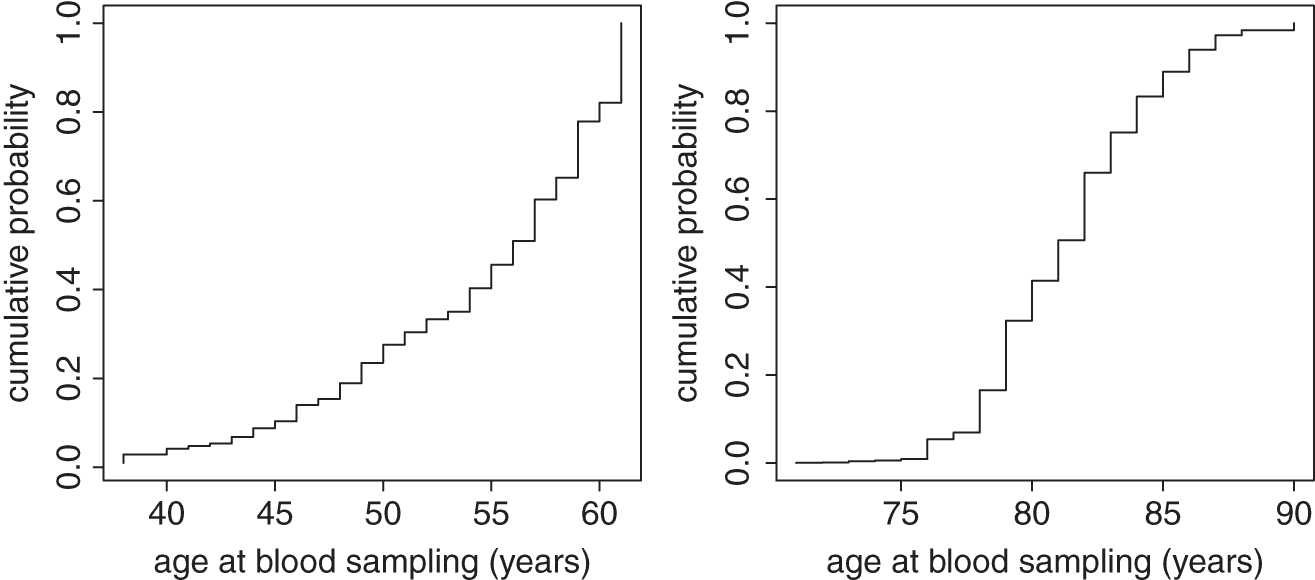 cumulative probability
0.0 0.2 0.4 0.6 0.8 1.0
40 45 50 55 60
age at blood sampling (years)
cumulative probability
0.0 0.2 0.4 0.6 0.8 1.0
75 80 85 90
age at blood sampling (years)